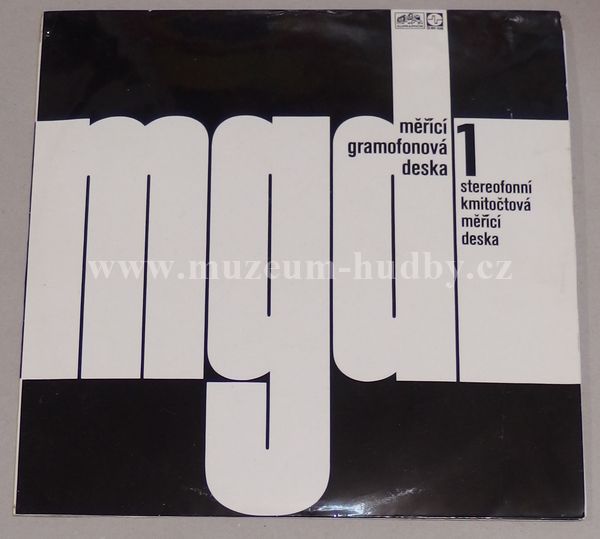 mgd
měřicí
gramofonová
deska
1
stereofonní
kmitočtová
měřicí
deska
www.muzeum-hudby.cz